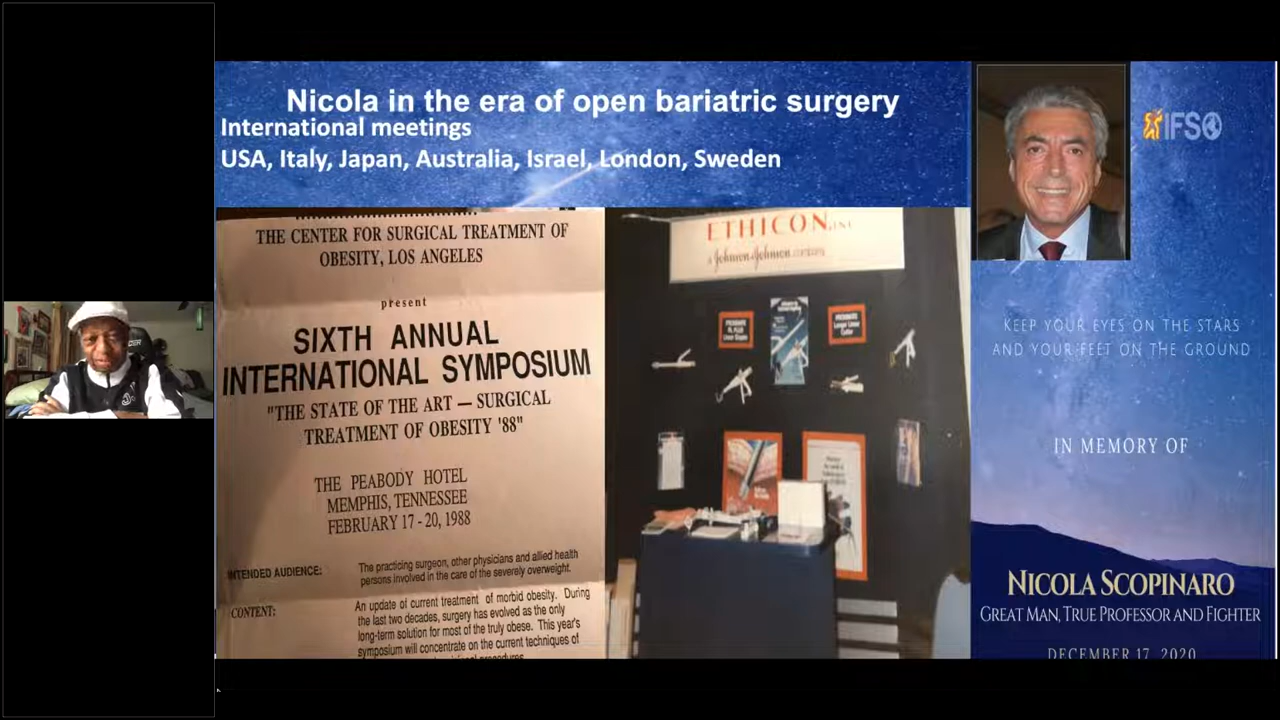 Nicola in the era of open bariatric surgery
International meetings
USA, Italy, Japan, Australia, Israel, London, Sweden
THE CENTER FOR SURGICAL TREATMENT OF
OBESITY, LOS ANGELES
present
SIXTH ANNUAL
INTERNATIONAL SYMPOSIUM
"THE STATE OF THE ART — SURGICAL
TREATMENT OF OBESITY '88"
THE PEABODY HOTEL
MEMPHIS, TENNESSEE
FEBRUARY 17 - 20, 1988
INTENDED AUDIENCE: The practicing surgeon, other physicians and allied health
persons involved in the care of the severely overweight.
CONTENT: An update of current treatment of morbid obesity. During
the last two decades, surgery has evolved as the only
long-term solution for most of the truly obese. This year's
symposium will concentrate on the current techniques of
procedures
ETHICON INC
a Johnson & Johnson company
IFSO
KEEP YOUR EYES ON THE STARS
AND YOUR FEET ON THE GROUND
IN MEMORY OF
NICOLA SCOPINARO
GREAT MAN, TRUE PROFESSOR AND FIGHTER
DECEMBER 17, 2020